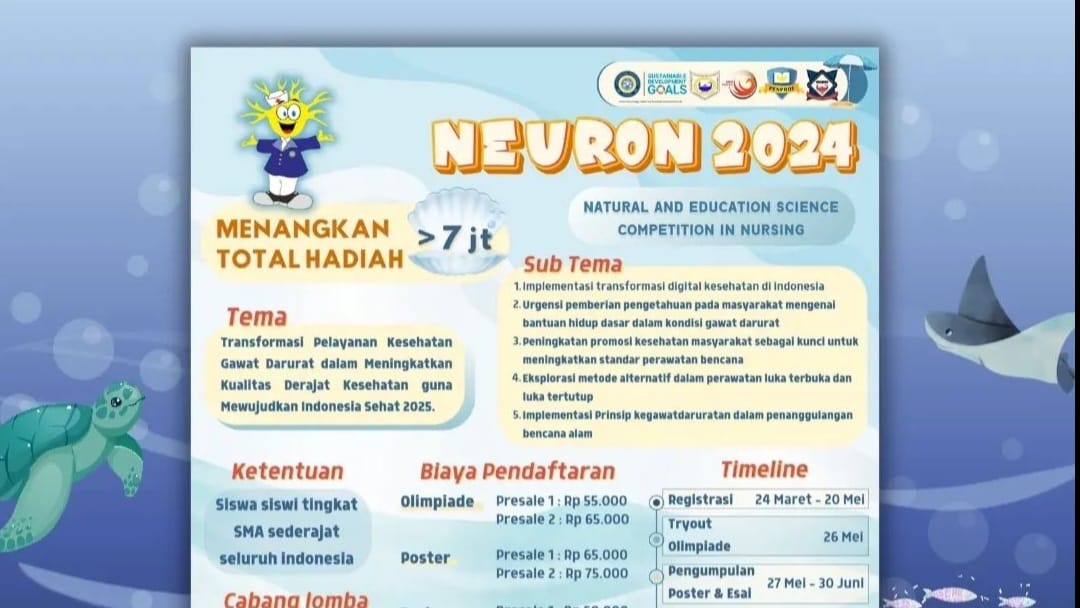 SUSTAINABLE
DEVELOPMENT
GOALS
NEURON 2024
NATURAL AND EDUCATION SCIENCE
COMPETITION IN NURSING
MENANGKAN
TOTAL HADIAH
>7 jt
Tema
Transformasi Pelayanan Kesehatan
Gawat Darurat dalam Meningkatkan
Kualitas Derajat Kesehatan guna
Mewujudkan Indonesia Sehat 2025.
Sub Tema
1. Implementasi transformasi digital kesehatan di Indonesia
2. Urgensi pemberian pengetahuan pada masyarakat mengenai
bantuan hidup dasar dalam kondisi gawat darurat
3. Peningkatan promosi kesehatan masyarakat sebagai kunci untuk
meningkatkan standar perawatan bencana
4. Eksplorasi metode alternatif dalam perawatan luka terbuka dan
luka tertutup
5. Implementasi Prinsip kegawatdaruratan dalam penanggulangan
bencana alam
Ketentuan
Siswa siswi tingkat
SMA sederajat
seluruh indonesia
Cabang lomba
Biaya Pendaftaran
Olimpiade Presale 1 : Rp 55.000
Presale 2 : Rp 65.000
Poster Presale 1 : Rp 65.000
Presale 2 : Rp 75.000
Timeline
Registrasi 24 Maret - 20 Mei
Tryout
Olimpiade 26 Mei
Pengumpulan
Poster & Esai 27 Mei - 30 Juni